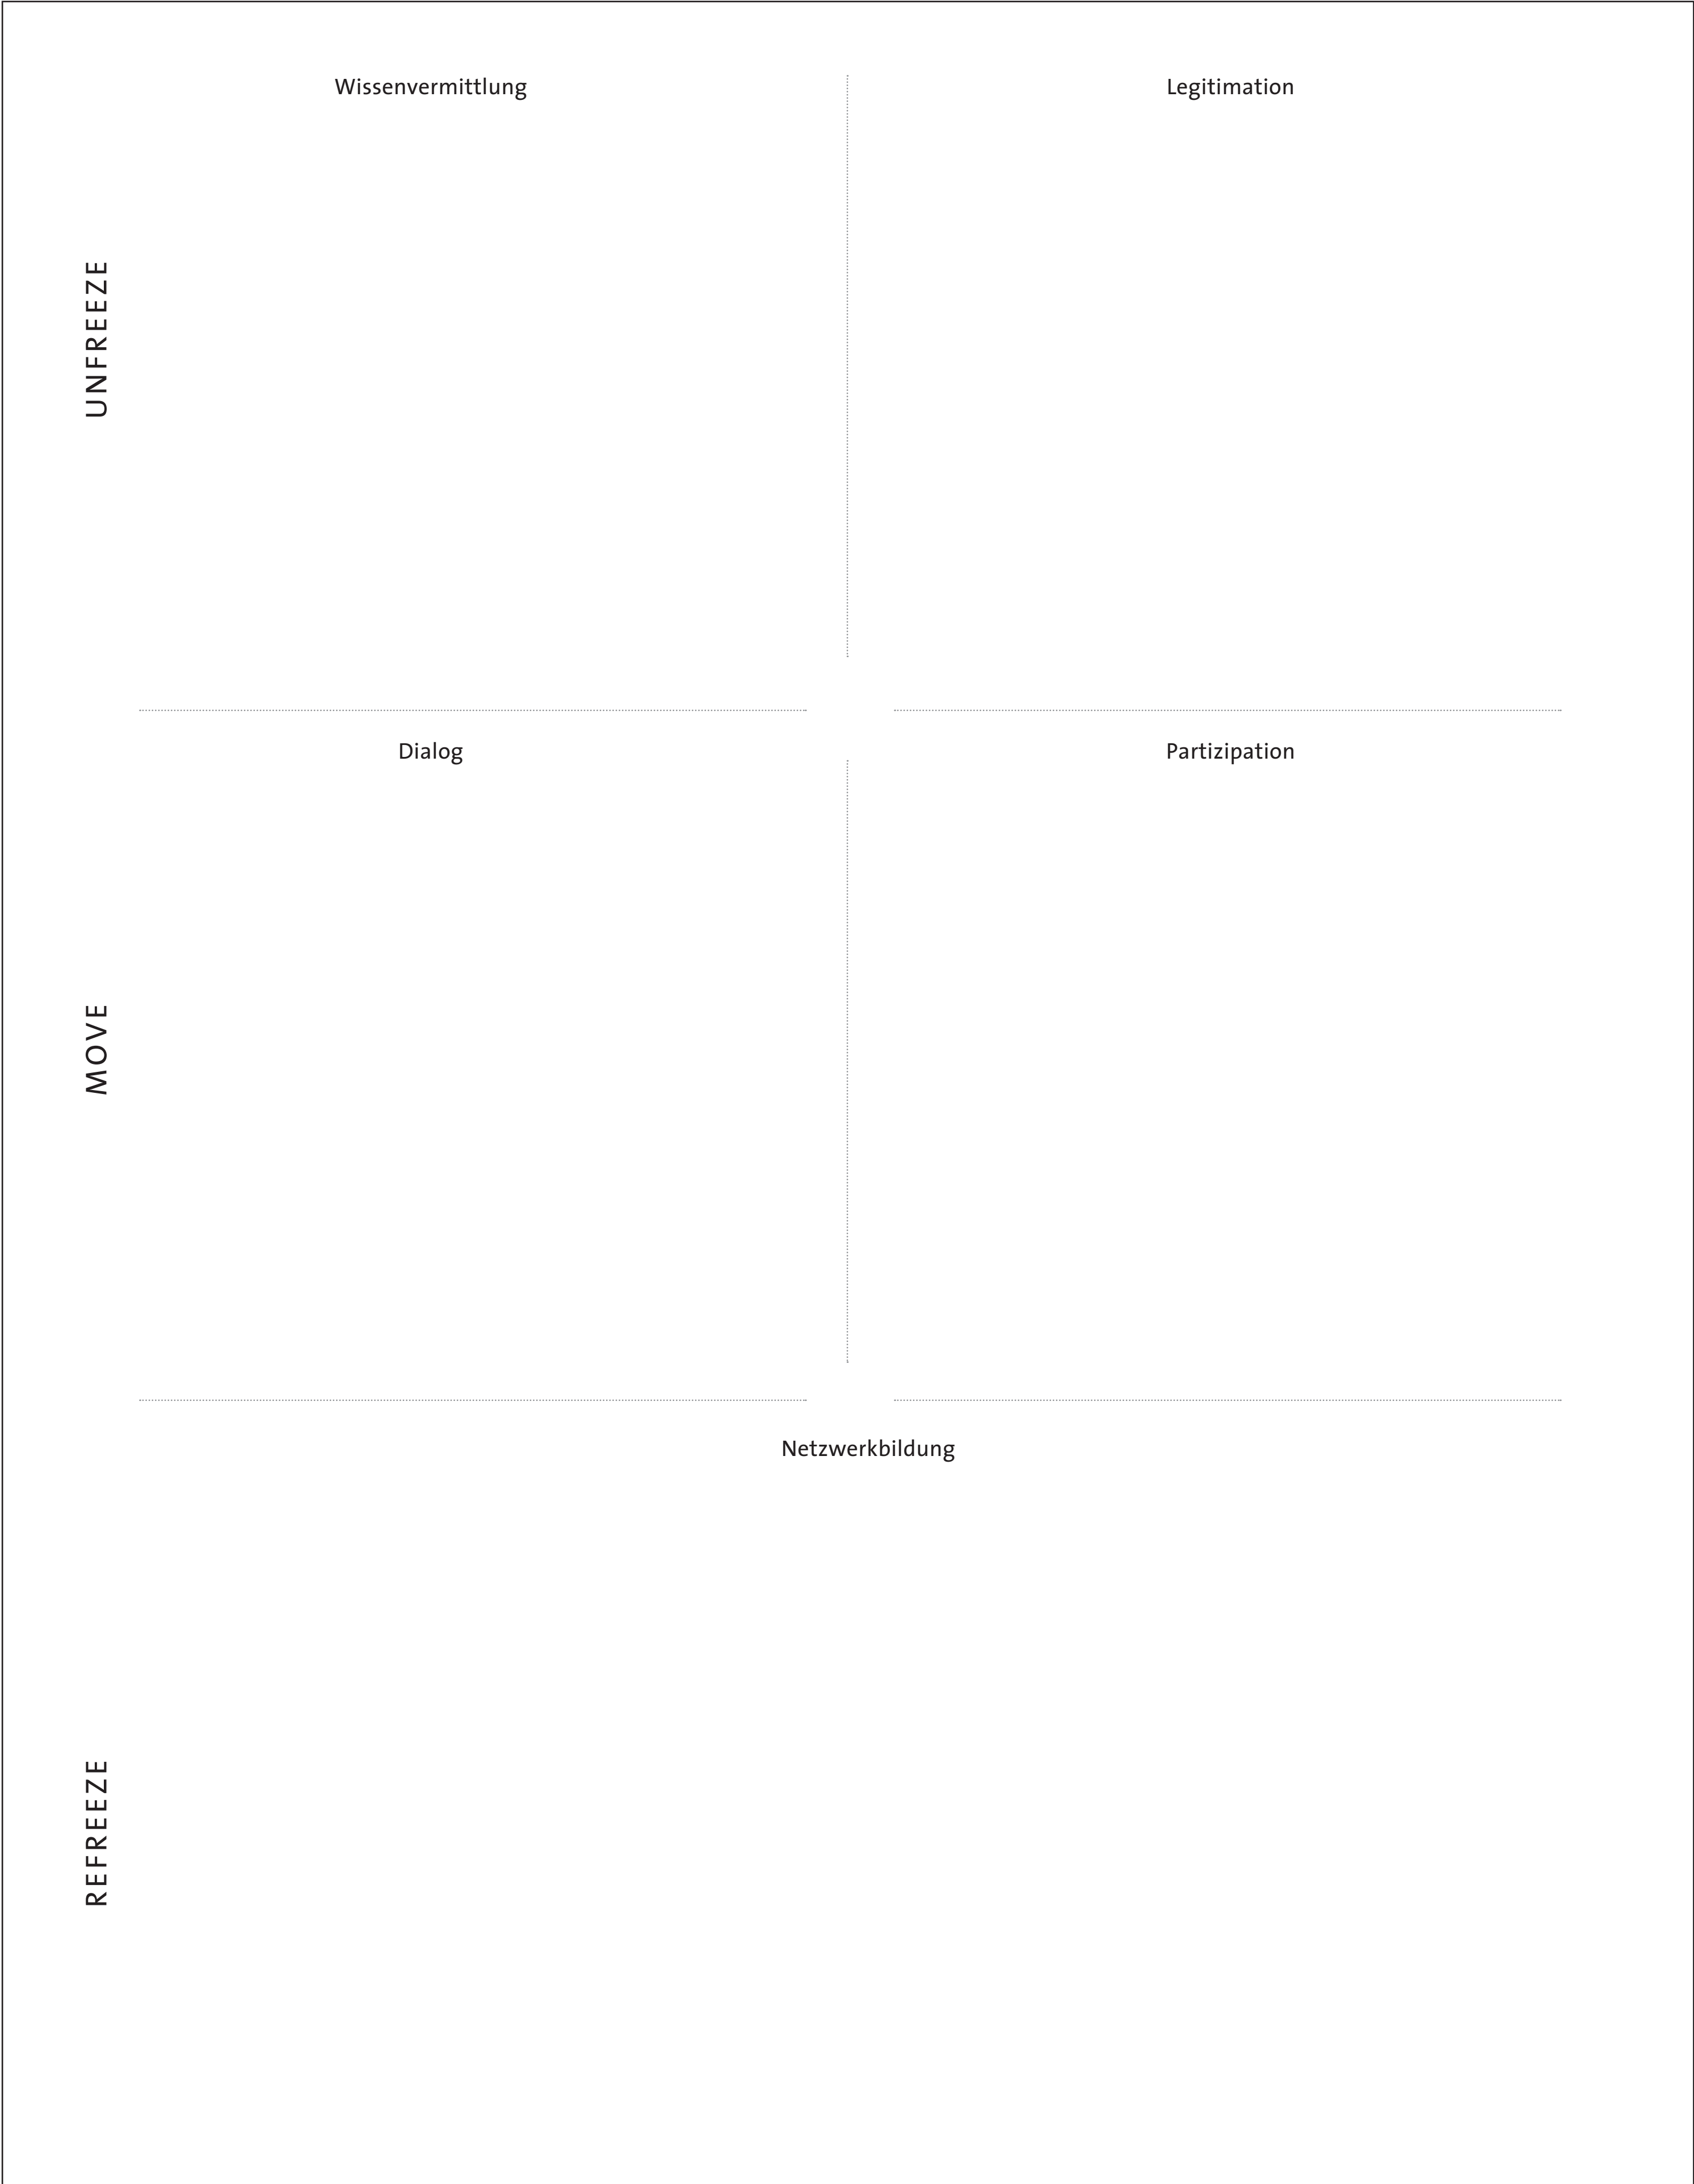 Wissenvermittlung
Legitimation
UNFREEZE
Dialog
Partizipation
MOVE
Netzwerkbildung
REFREEZE